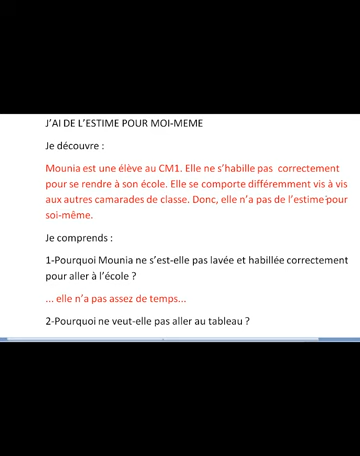 J'AI DE L'ESTIME POUR MOI-MEME
Je découvre :
Mounia est une élève au CM1. Elle ne s'habille pas correctement
pour se rendre à son école. Elle se comporte différemment vis à vis
aux autres camarades de classe. Donc, elle n'a pas de l'estime pour
soi-même.
Je comprends :
1-Pourquoi Mounia ne s'est-elle pas lavée et habillée correctement
pour aller à l'école ?
... elle n'a pas assez de temps...
2-Pourquoi ne veut-elle pas aller au tableau ?